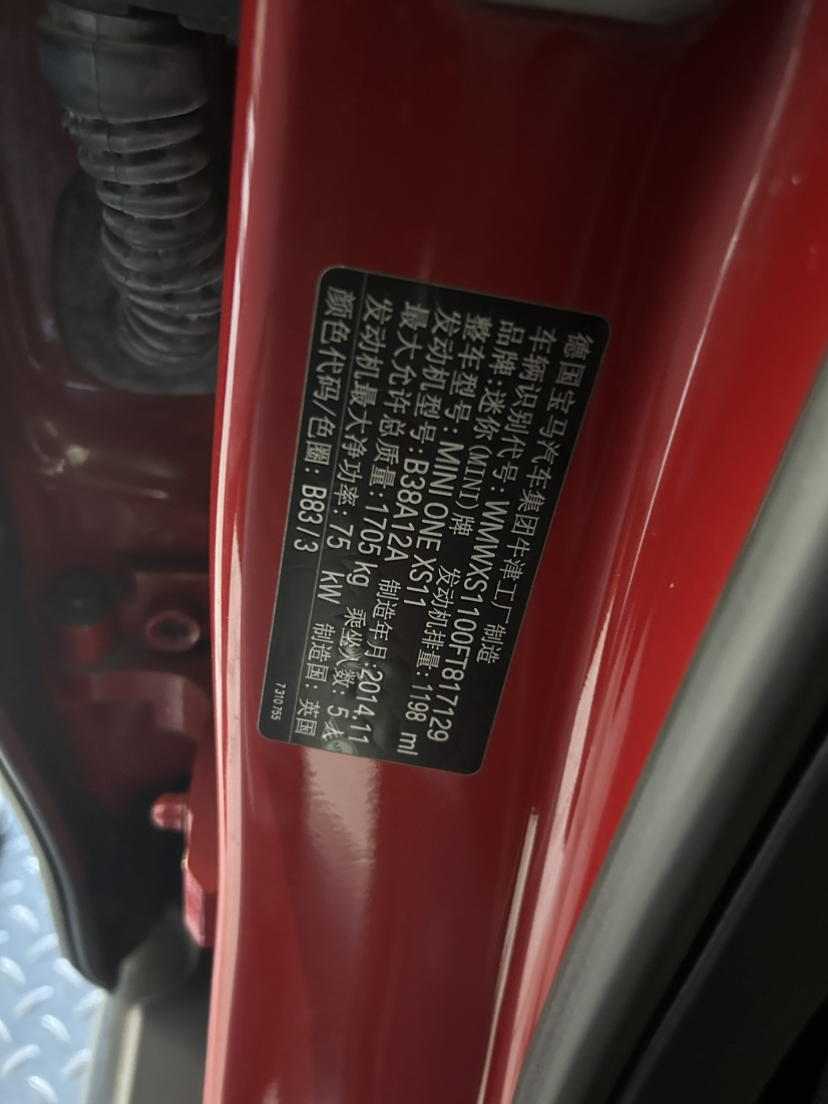 德国宝马汽车集团牛津工厂制造
车辆识别代号:WMWXS1100FT817129
品牌:迷你(MINI)牌 发动机排量:1198 ml
整车型号:MINI ONE XS11
发动机型号:B38A12A 制造年月:2014.11
最大允许总质量:1705 kg 乘坐人数: 5
发动机最大净功率: 75 kW 制造国: 英国
颜色代码/色圈: B83/3
7310755